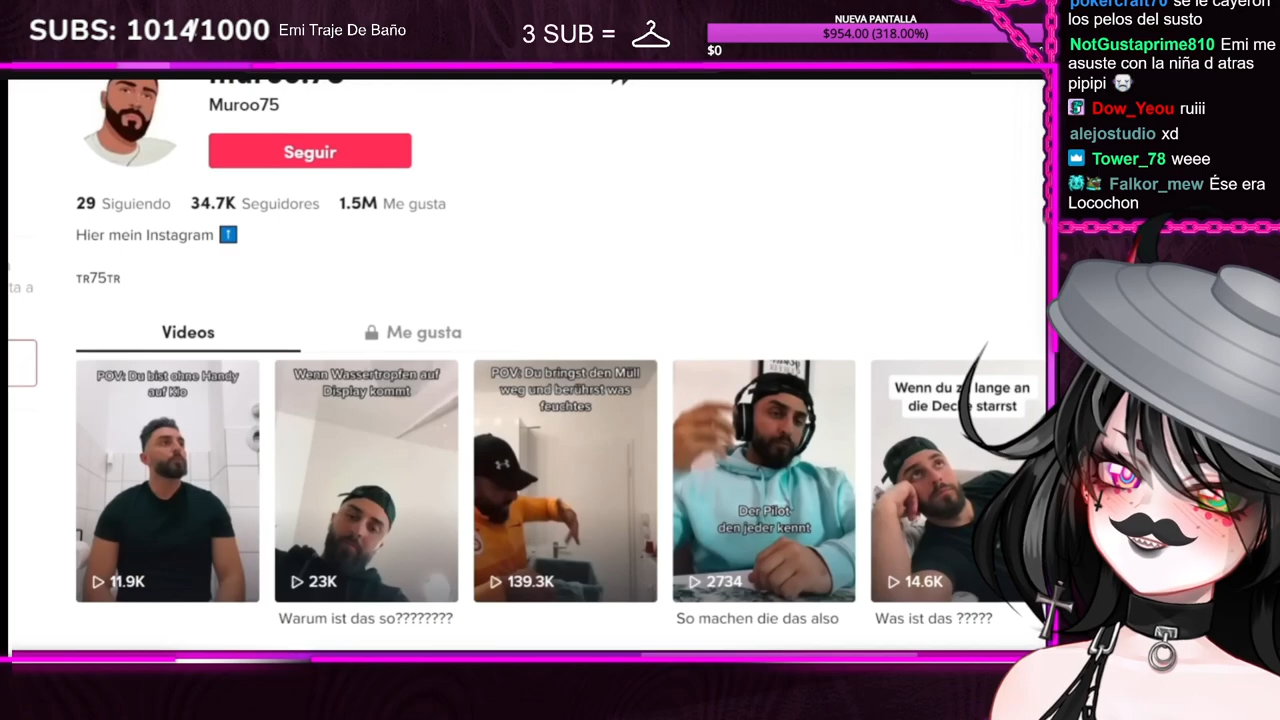 SUBS: 1014/1000 Emi Traje De Baño
3 SUB =
NUEVA PANTALLA
$954.00 (318.00%)
$0
pokercraft70 se le cayeron
los pelos del susto
NotGustaprime810 Emi me
asuste con la niña d atras
pipipi
Dow_Yeou ruiii
alejostudio xd
Tower_78 weee
Falkor_mew Ése era
Locochon
Muroo75
Seguir
29 Siguiendo 34.7K Seguidores 1.5M Me gusta
Hier mein Instagram
TR75TR
ta a
Videos
Me gusta
POV: Du bist ohne Handy
auf Klo
11.9K
Wenn Wassertropfen auf
Display kommt
23K
Warum ist das so????????
POV: Du bringst den Müll
weg und berührst was
feuchtes
139.3K
Der Pilot
den jeder kennt
2734
So machen die das also
Wenn du zu lange an
die Decke starrst
14.6K
Was ist das ?????